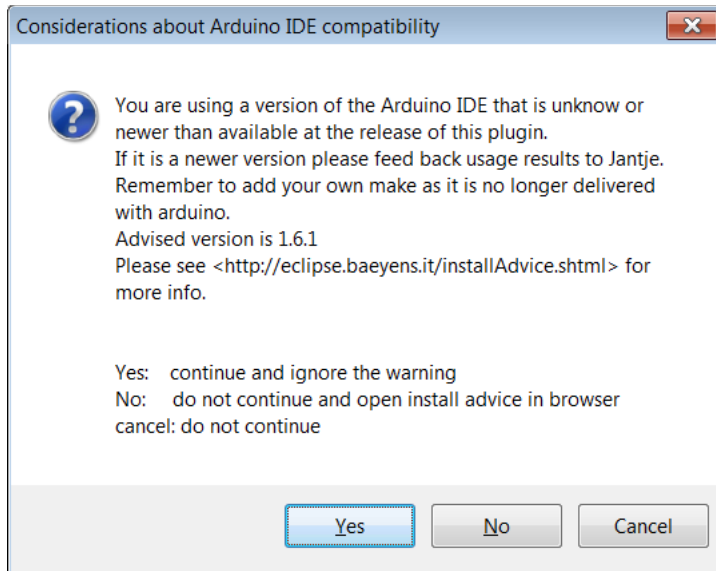 Considerations about Arduino IDE compatibility
You are using a version of the Arduino IDE that is unknow or
newer than available at the release of this plugin.
If it is a newer version please feed back usage results to Jantje.
Remember to add your own make as it is no longer delivered
with arduino.
Advised version is 1.6.1
Please see <http://eclipse.baeyens.it/installAdvice.shtml> for
more info.
Yes: continue and ignore the warning
No: do not continue and open install advice in browser
cancel: do not continue
Yes
No
Cancel